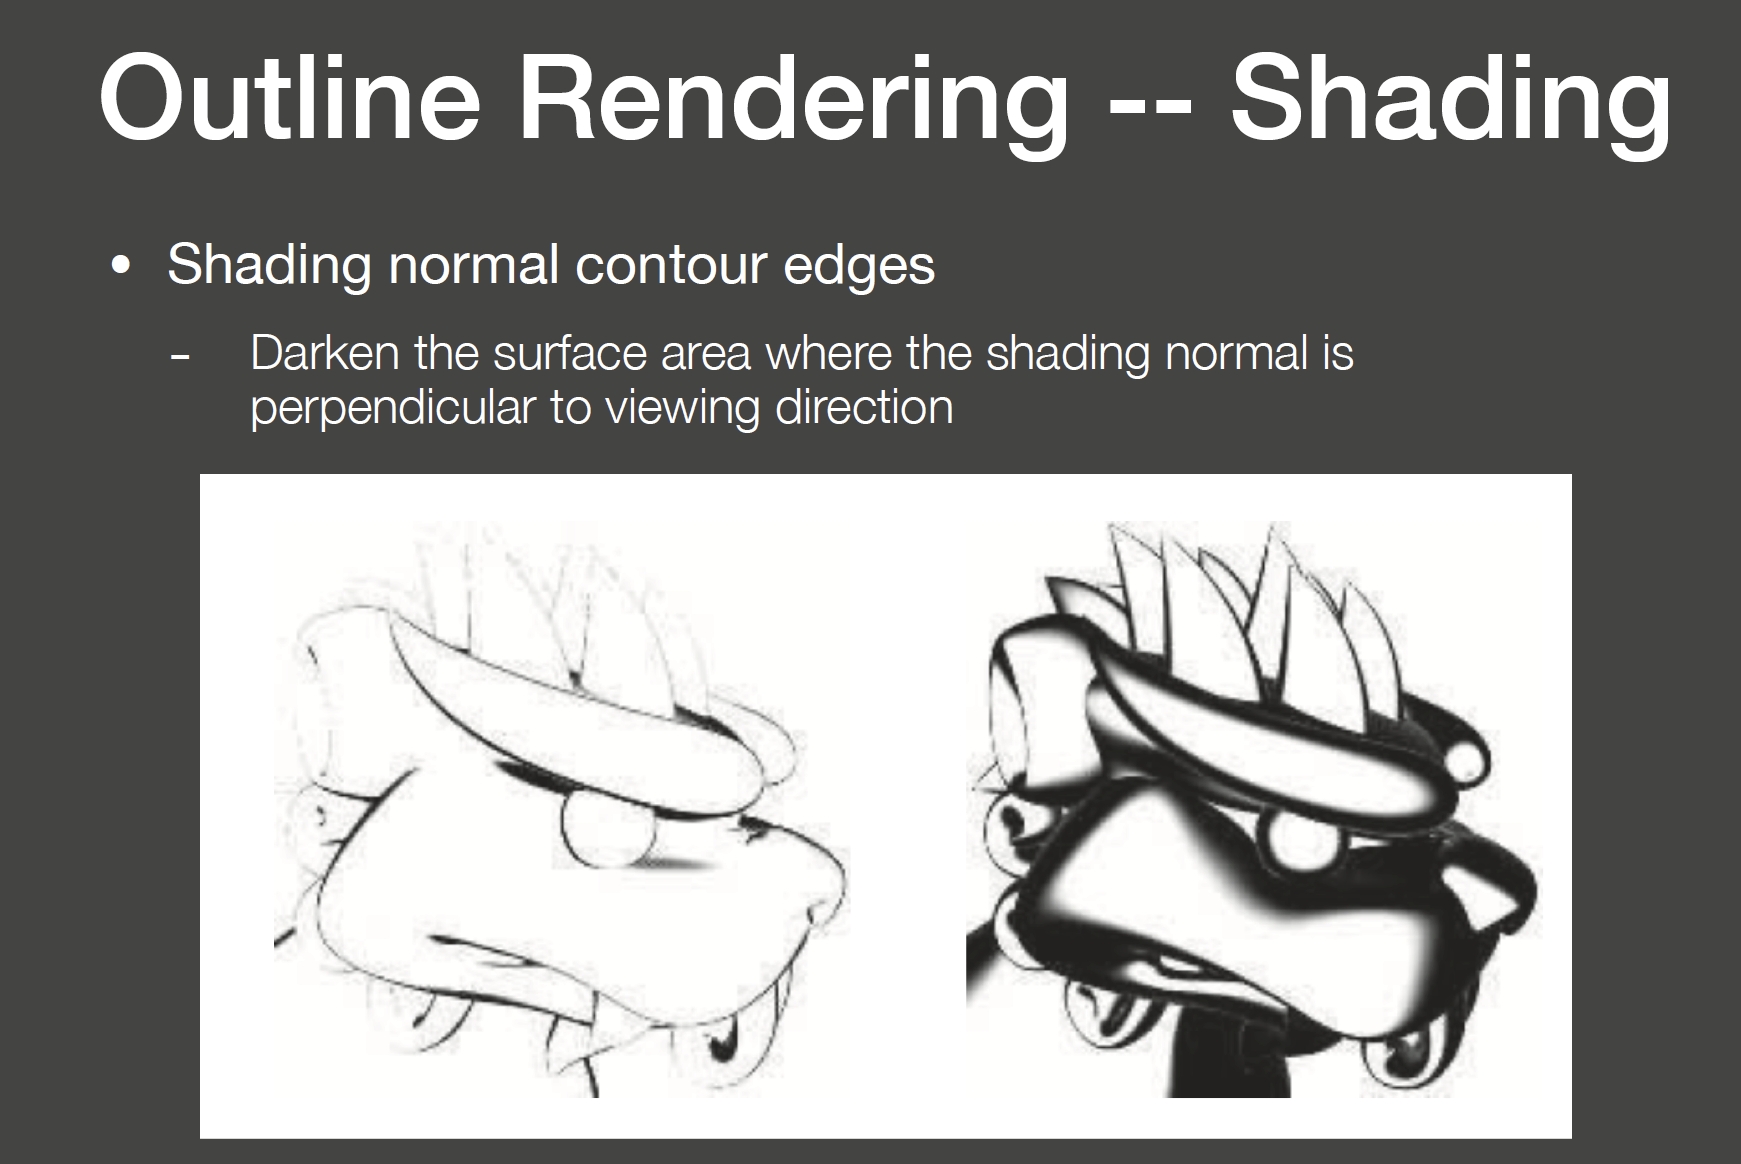 Outline Rendering -- Shading
• Shading normal contour edges
- Darken the surface area where the shading normal is
perpendicular to viewing direction